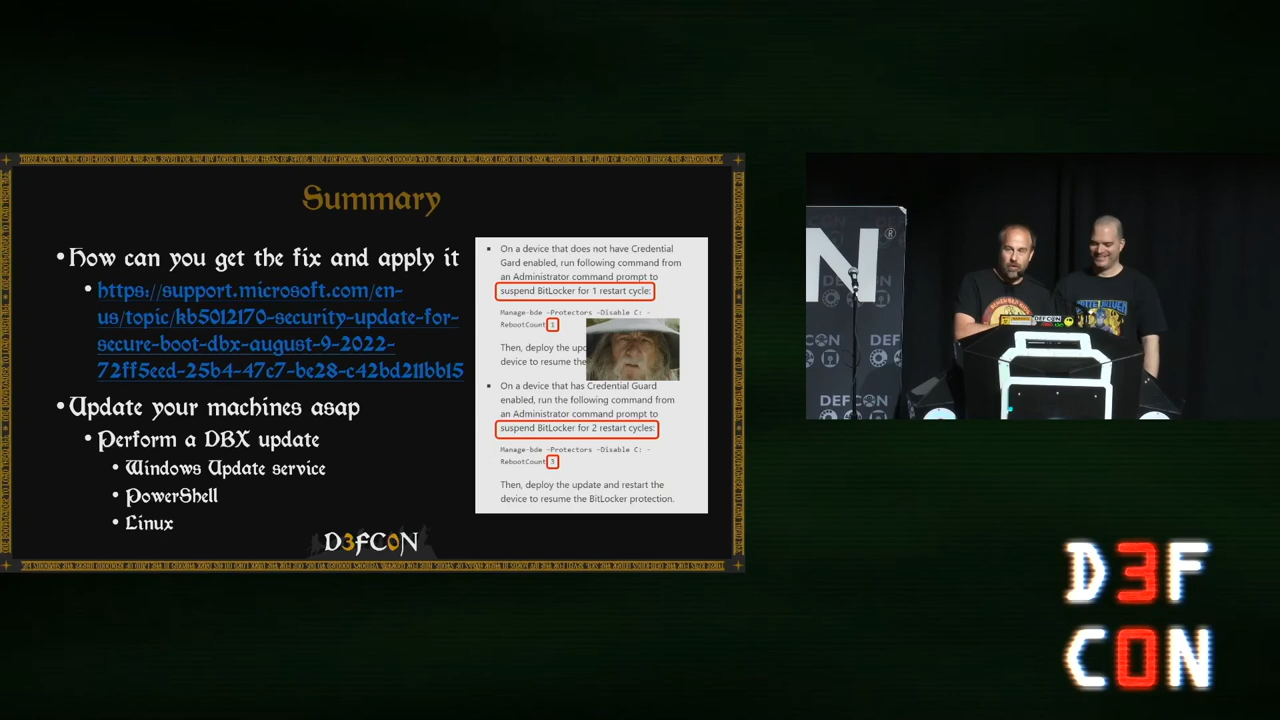 Summary
•How can you get the fix and apply it
• https://support.microsoft.com/en-
us/topic/kb5012170-security-update-for-
secure-boot-dbx-august-9-2022-
72ff5eed-25b4-47c7-be28-c42bd211bb15
•Update your machines asap
• Perform a DBX update
• Windows Update service
• PowerShell
• Linux
D3FC0N
▪ On a device that does not have Credential
Gard enabled, run following command from
an Administrator command prompt to
suspend BitLocker for 1 restart cycle:
Manage-bde –Protectors –Disable C: -
RebootCount 1
Then, deploy the
device to resume the
▪ On a device that has Credential Guard
enabled, run the following command from
an Administrator command prompt to
suspend BitLocker for 2 restart cycles:
Manage-bde –Protectors –Disable C: -
RebootCount 3
Then, deploy the update and restart the
device to resume the BitLocker protection.
N®
DEFCON
DEFCON
D3F
C0N